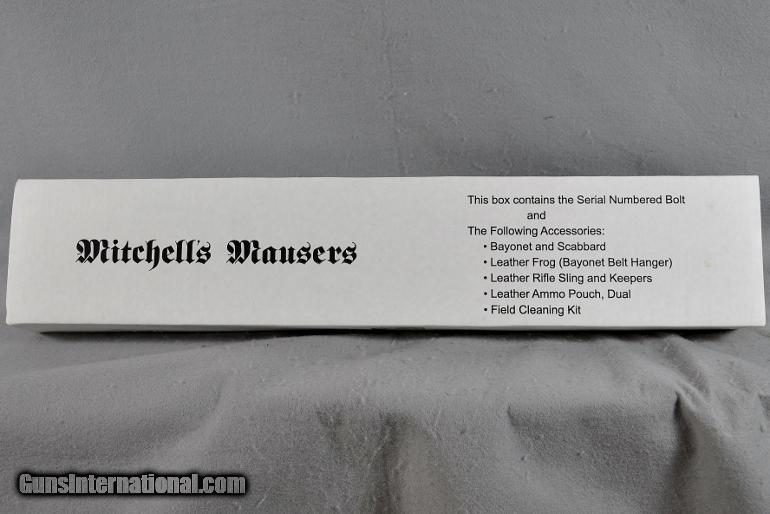 Mitchell's Mausers
This box contains the Serial Numbered Bolt
and
The Following Accessories:
• Bayonet and Scabbard
• Leather Frog (Bayonet Belt Hanger)
• Leather Rifle Sling and Keepers
• Leather Ammo Pouch, Dual
• Field Cleaning Kit
GunsInternational.com